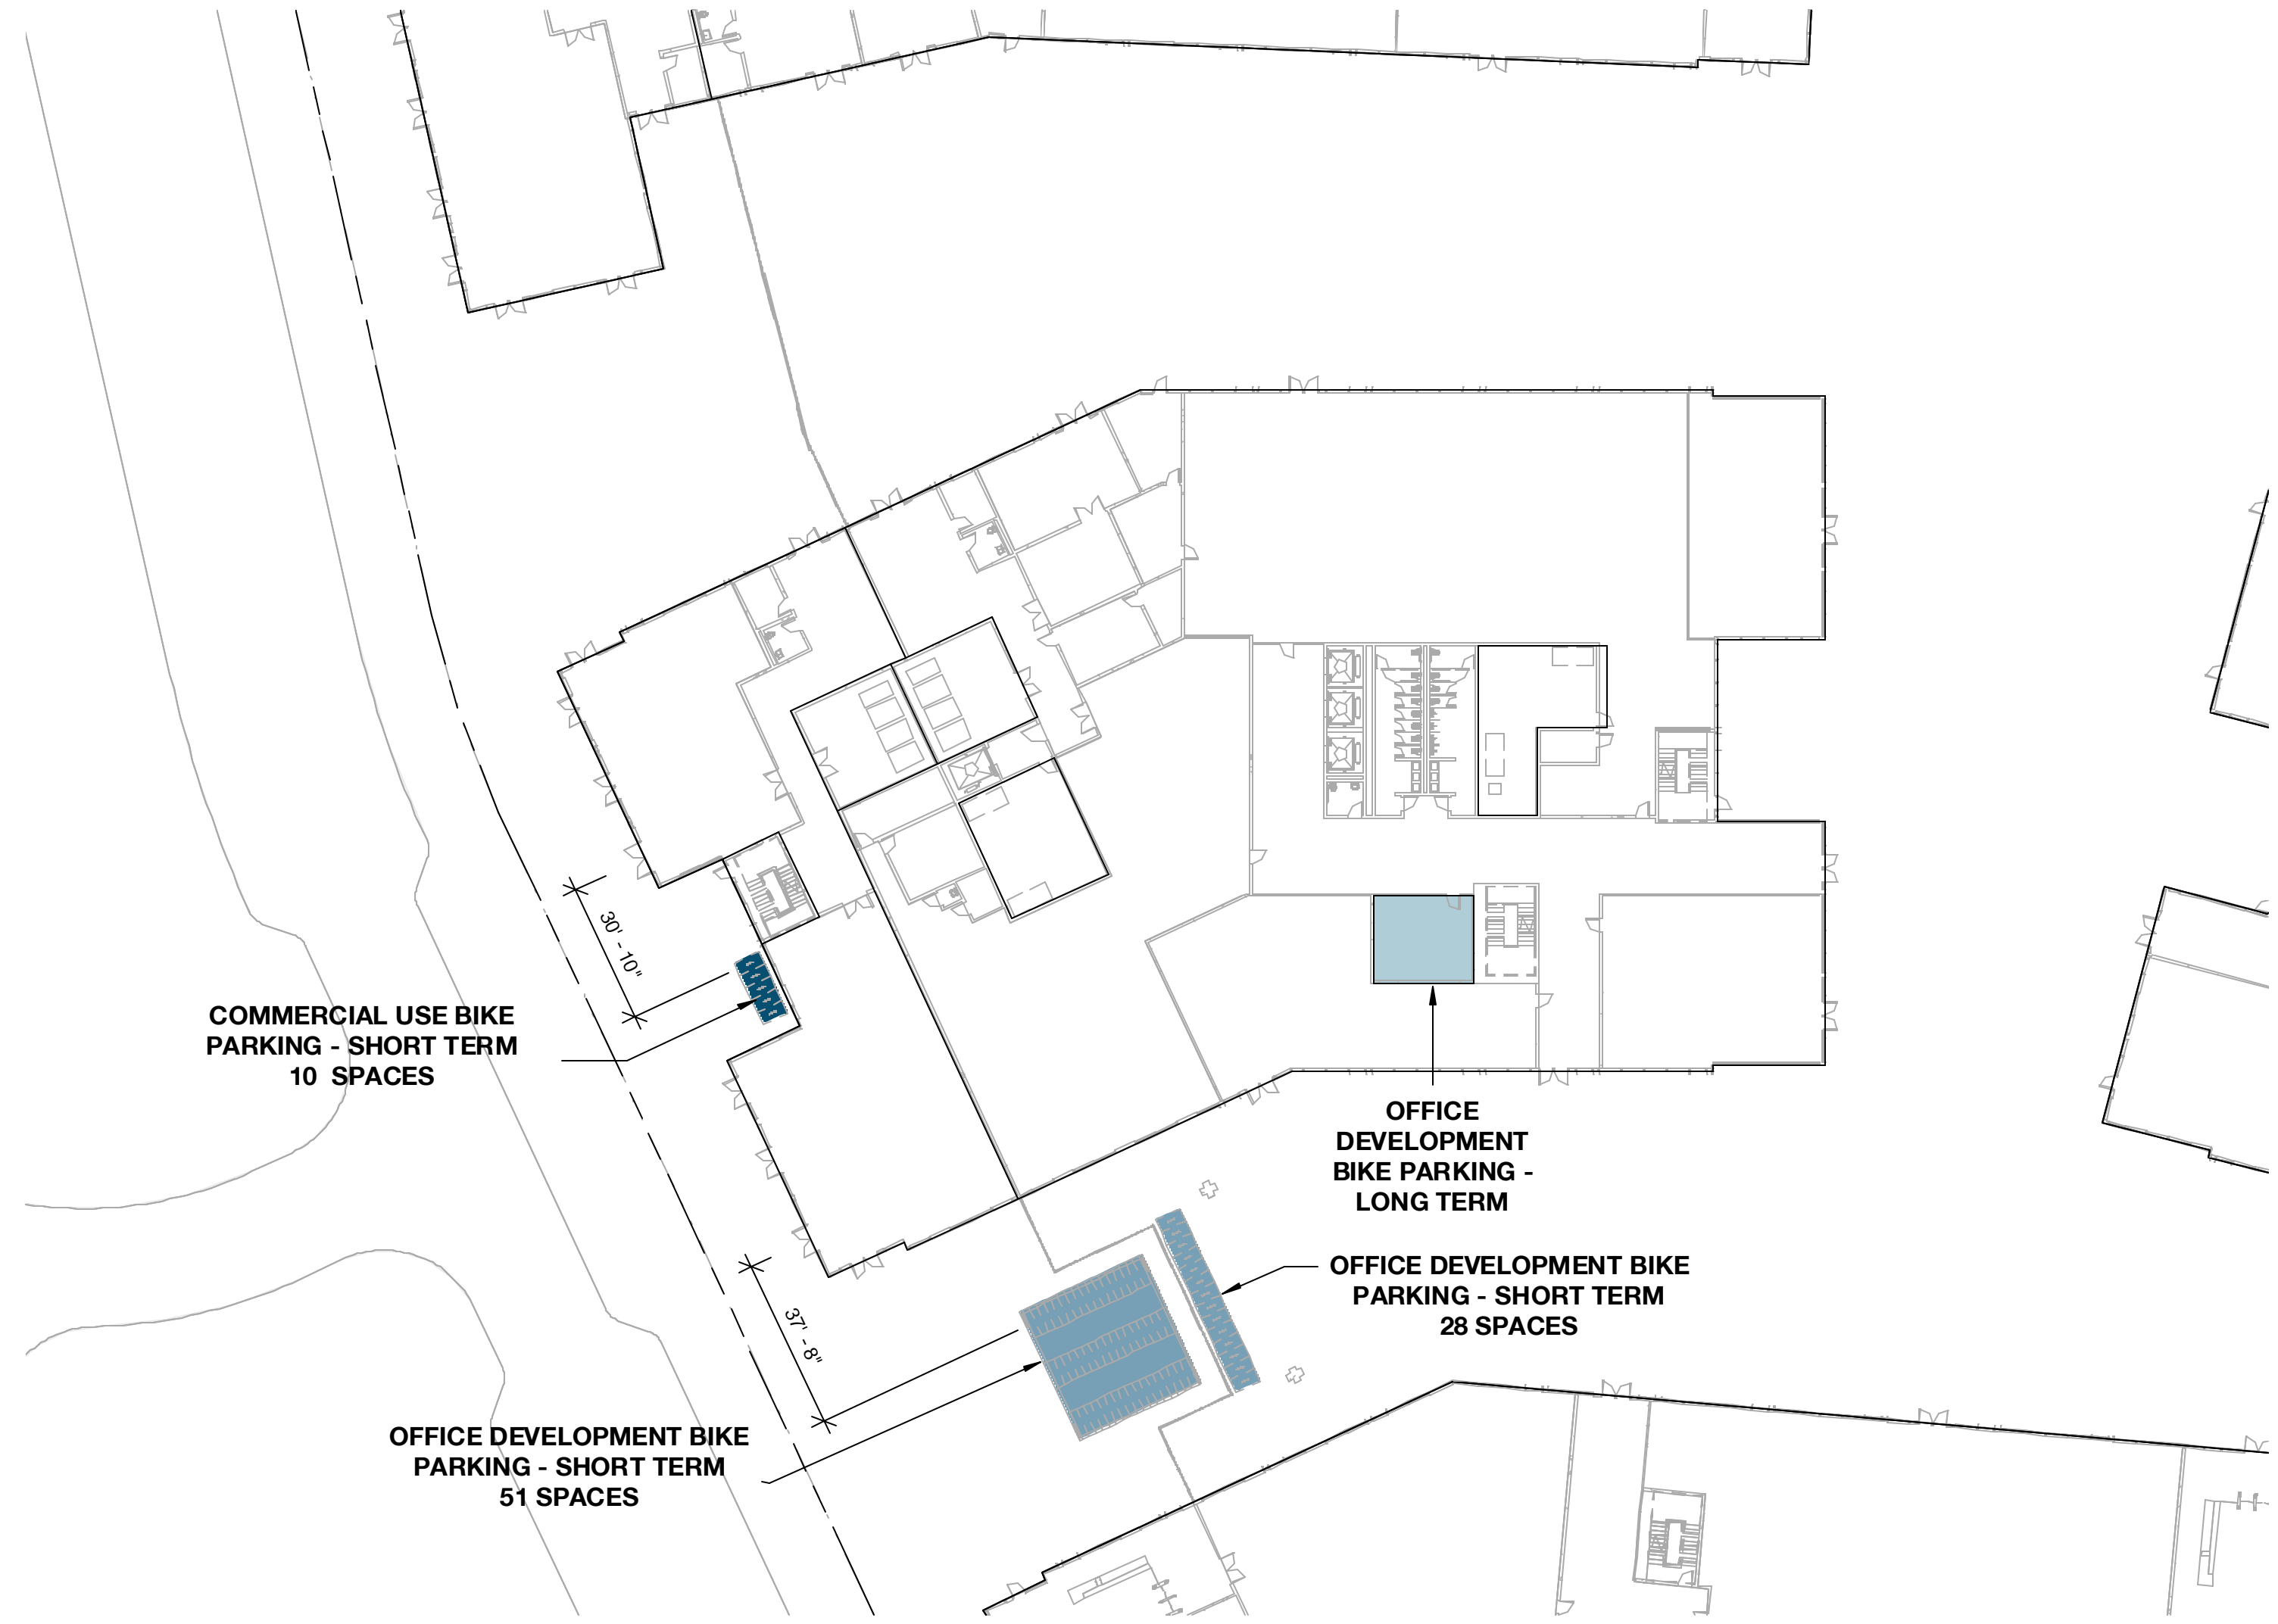 30' - 10"
COMMERCIAL USE BIKE
PARKING - SHORT TERM
10 SPACES
OFFICE
DEVELOPMENT
BIKE PARKING -
LONG TERM
OFFICE DEVELOPMENT BIKE
PARKING - SHORT TERM
28 SPACES
37' - 8"
OFFICE DEVELOPMENT BIKE
PARKING - SHORT TERM
51 SPACES